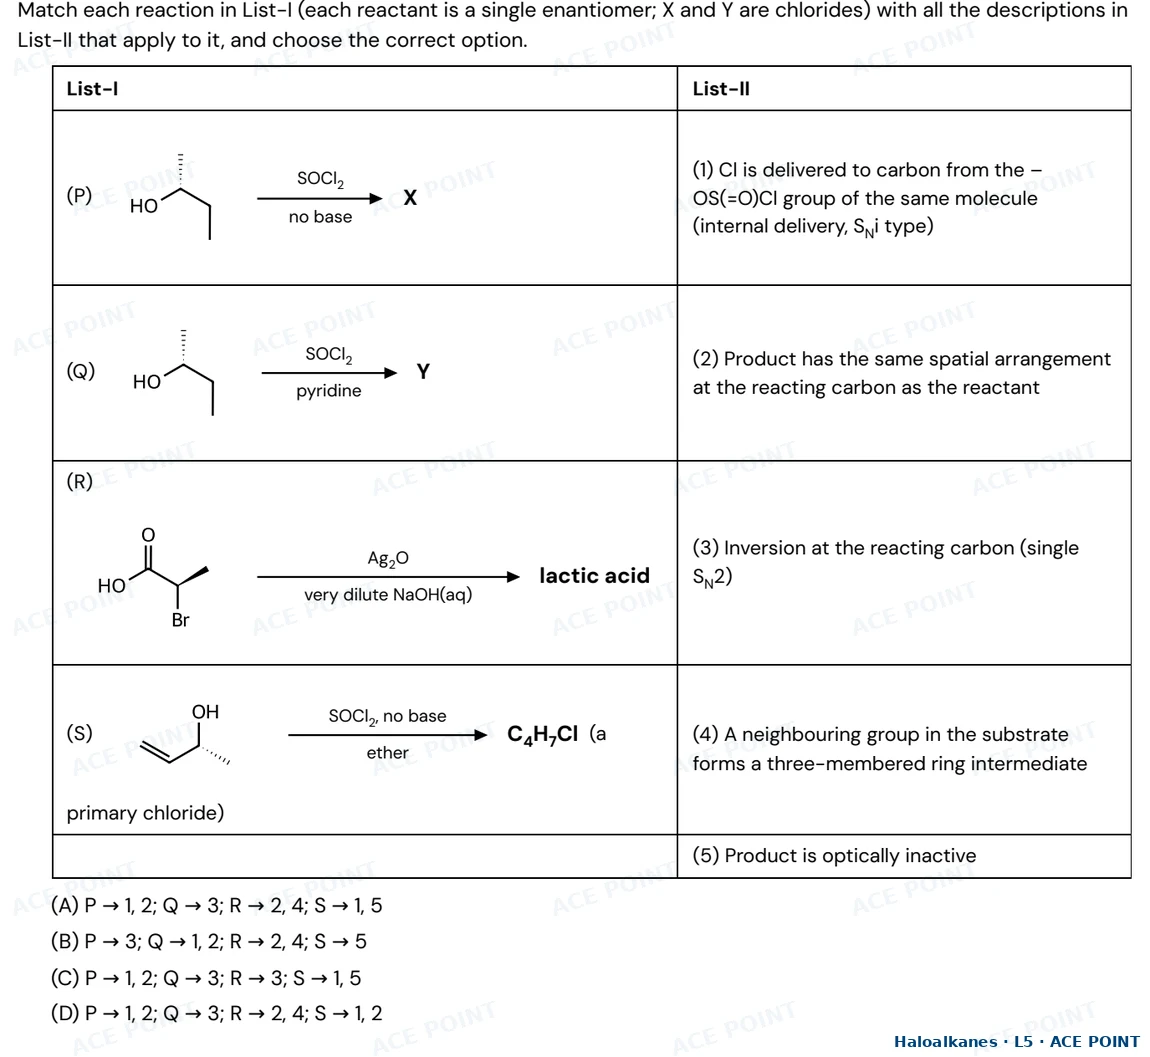 Match each reaction in List-I (each reactant is a single enantiomer; X and Y are chlorides) with all the descriptions in
List-II that apply to it, and choose the correct option.
List-I
List-II
(P)
HO
SOCl₂
no base
X
(1) Cl is delivered to carbon from the –
OS(=O)Cl group of the same molecule
(internal delivery, S_Ni type)
(Q)
HO
SOCl₂
pyridine
Y
(2) Product has the same spatial arrangement
at the reacting carbon as the reactant
(R)
O
HO
Br
Ag₂O
very dilute NaOH(aq)
lactic acid
(3) Inversion at the reacting carbon (single
S_N2)
(S)
OH
SOCl₂, no base
ether
C₄H₇Cl (a
primary chloride)
(4) A neighbouring group in the substrate
forms a three-membered ring intermediate
(5) Product is optically inactive
(A) P → 1, 2; Q → 3; R → 2, 4; S → 1, 5
(B) P → 3; Q → 1, 2; R → 2, 4; S → 5
(C) P → 1, 2; Q → 3; R → 3; S → 1, 5
(D) P → 1, 2; Q → 3; R → 2, 4; S → 1, 2
Haloalkanes · L5 · ACE POINT
ACE POINT